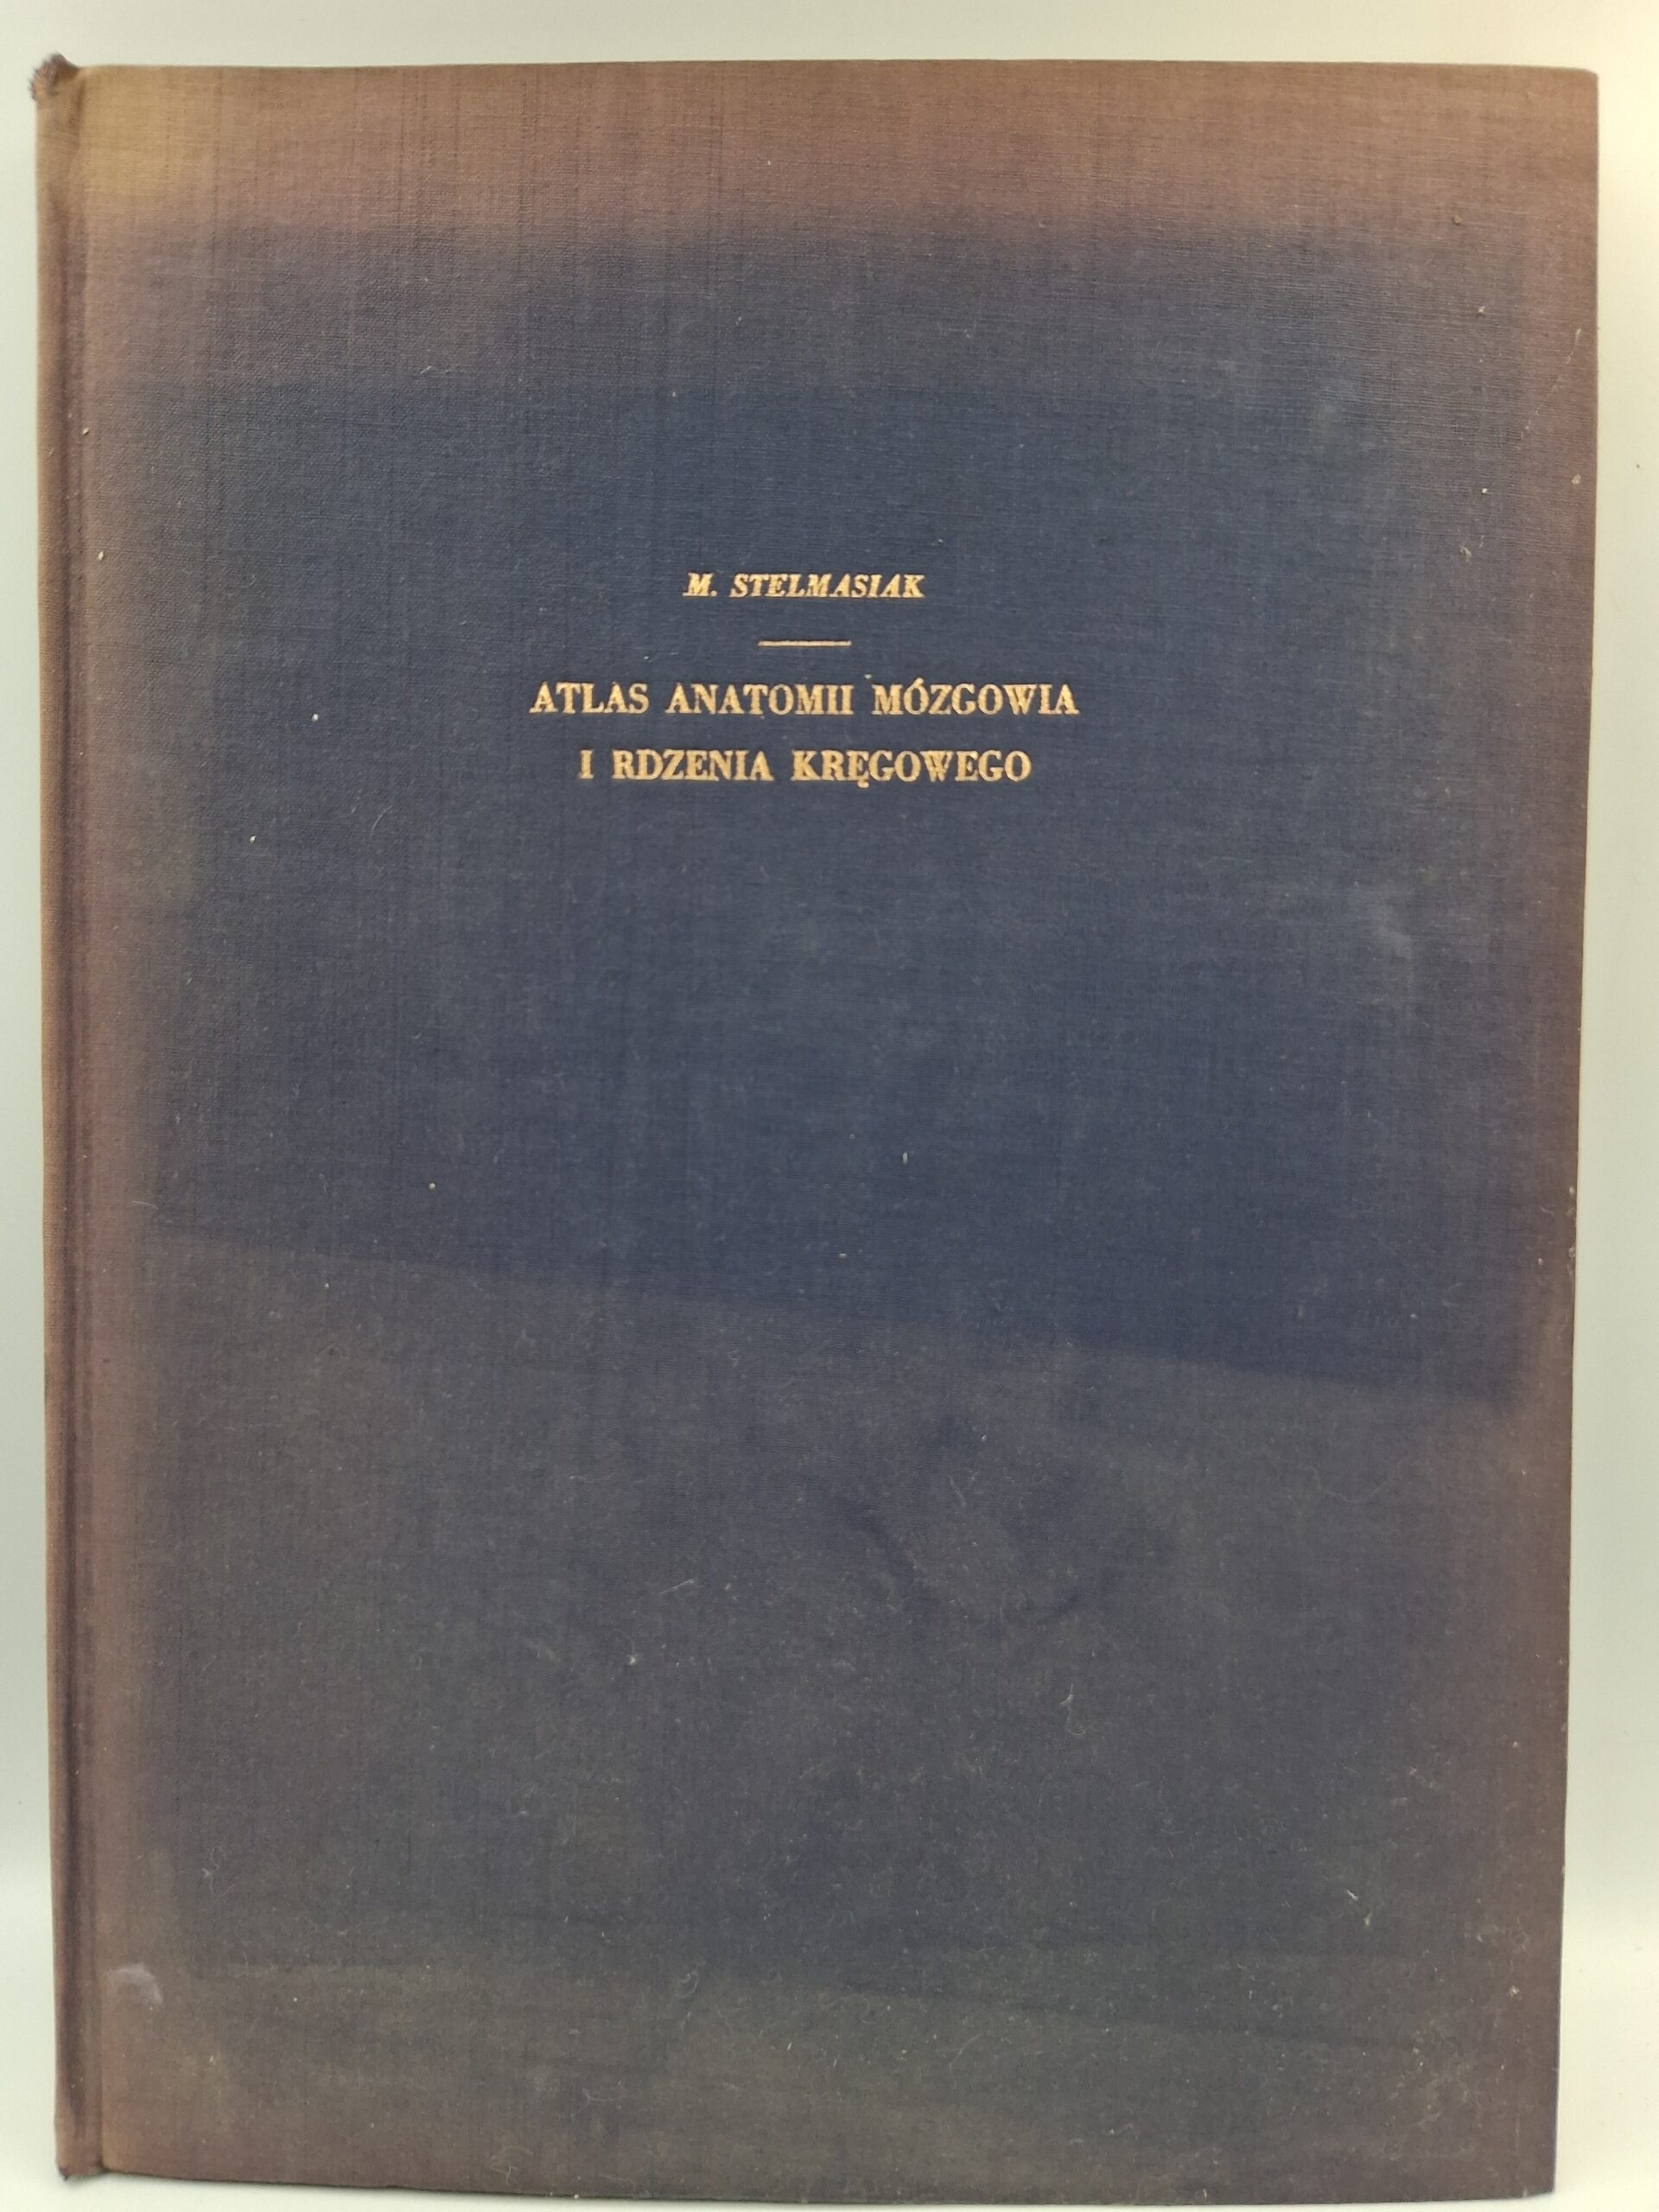 M. STELMASIAK
ATLAS ANATOMII MÓZGOWIA
I RDZENIA KRĘGOWEGO